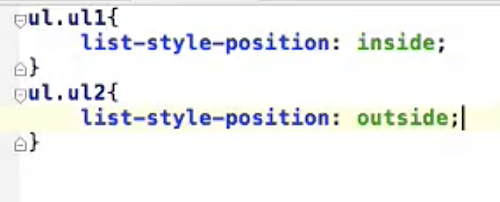 ul.ul1{
list-style-position: inside;
}
ul.ul2{
list-style-position: outside;
}